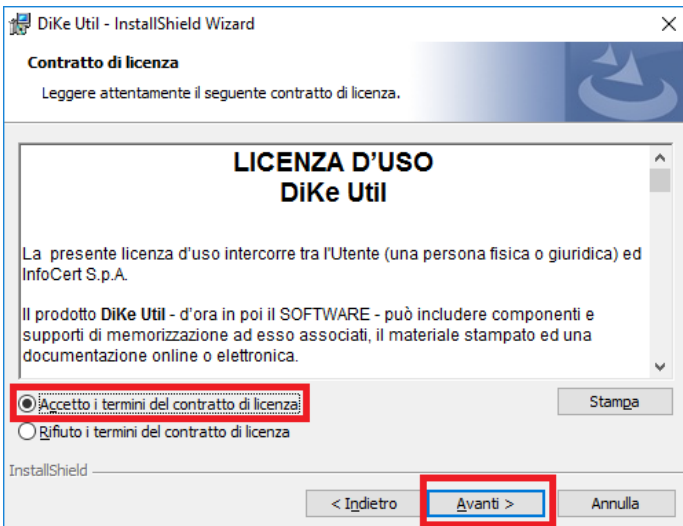 DiKe Util - InstallShield Wizard
Contratto di licenza
Leggere attentamente il seguente contratto di licenza.
LICENZA D'USO
DiKe Util
La presente licenza d'uso intercorre tra l'Utente (una persona fisica o giuridica) ed
InfoCert S.p.A.
Il prodotto DiKe Util - d'ora in poi il SOFTWARE - può includere componenti e
supporti di memorizzazione ad esso associati, il materiale stampato ed una
documentazione online o elettronica.
Accetto i termini del contratto di licenza
Stampa
Rifiuto i termini del contratto di licenza
InstallShield
< Indietro
Avanti >
Annulla